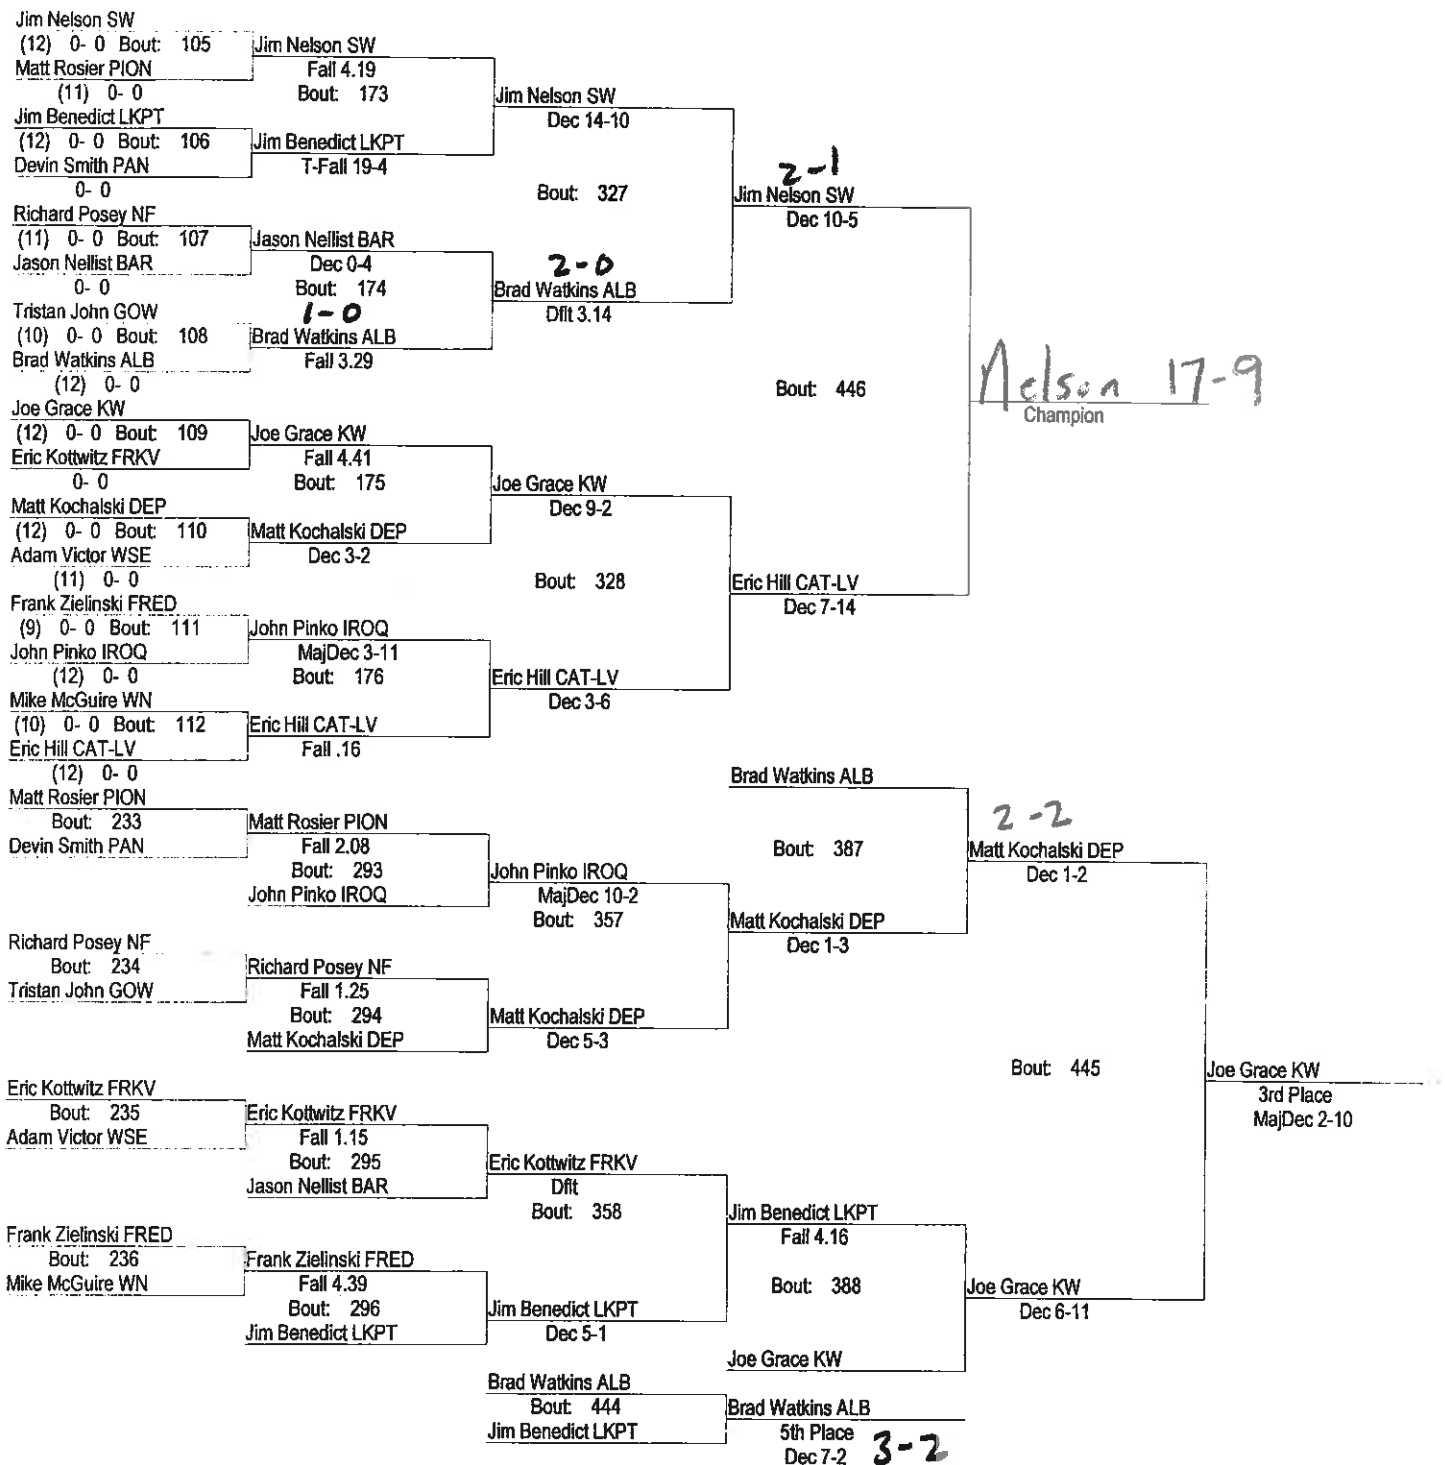 Jim Nelson SW
(12) 0- 0 Bout: 105
Matt Rosier PION
(11) 0- 0
Jim Benedict LKPT
(12) 0- 0 Bout: 106
Devin Smith PAN
0- 0
Richard Posey NF
(11) 0- 0 Bout: 107
Jason Nellist BAR
0- 0
Tristan John GOW
(10) 0- 0 Bout: 108
Brad Watkins ALB
(12) 0- 0
Joe Grace KW
(12) 0- 0 Bout: 109
Eric Kottwitz FRKV
0- 0
Matt Kochalski DEP
(12) 0- 0 Bout: 110
Adam Victor WSE
(11) 0- 0
Frank Zielinski FRED
(9) 0- 0 Bout: 111
John Pinko IROQ
(12) 0- 0
Mike McGuire WN
(10) 0- 0 Bout: 112
Eric Hill CAT-LV
(12) 0- 0
Jim Nelson SW
Fall 4.19
Bout: 173
Jim Benedict LKPT
T-Fall 19-4
Jason Nellist BAR
Dec 0-4
Bout: 174
1-0
Brad Watkins ALB
Fall 3.29
Joe Grace KW
Fall 4.41
Bout: 175
Matt Kochalski DEP
Dec 3-2
John Pinko IROQ
MajDec 3-11
Bout: 176
Eric Hill CAT-LV
Fall .16
Jim Nelson SW
Dec 14-10
Bout: 327
2-0
Brad Watkins ALB
Dflt 3.14
Joe Grace KW
Dec 9-2
Bout: 328
Eric Hill CAT-LV
Dec 3-6
2-1
Jim Nelson SW
Dec 10-5
Bout: 446
Eric Hill CAT-LV
Dec 7-14
Nelson 17-9
Champion
Matt Rosier PION
Bout: 233
Devin Smith PAN
Richard Posey NF
Bout: 234
Tristan John GOW
Eric Kottwitz FRKV
Bout: 235
Adam Victor WSE
Frank Zielinski FRED
Bout: 236
Mike McGuire WN
Matt Rosier PION
Fall 2.08
Bout: 293
John Pinko IROQ
Richard Posey NF
Fall 1.25
Bout: 294
Matt Kochalski DEP
Eric Kottwitz FRKV
Fall 1.15
Bout: 295
Jason Nellist BAR
Frank Zielinski FRED
Fall 4.39
Bout: 296
Jim Benedict LKPT
John Pinko IROQ
MajDec 10-2
Bout: 357
Matt Kochalski DEP
Dec 5-3
Eric Kottwitz FRKV
Dflt
Bout: 358
Jim Benedict LKPT
Dec 5-1
Brad Watkins ALB
Bout: 387
Matt Kochalski DEP
Dec 1-3
Jim Benedict LKPT
Fall 4.16
Bout: 388
Joe Grace KW
2-2
Matt Kochalski DEP
Dec 1-2
Bout: 445
Joe Grace KW
Dec 6-11
Joe Grace KW
3rd Place
MajDec 2-10
Brad Watkins ALB
Bout: 444
Jim Benedict LKPT
Brad Watkins ALB
5th Place
Dec 7-2 3-2